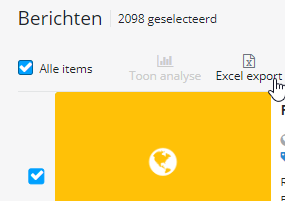 Berichten 2098 geselecteerd
Alle items
Toon analyse Excel export